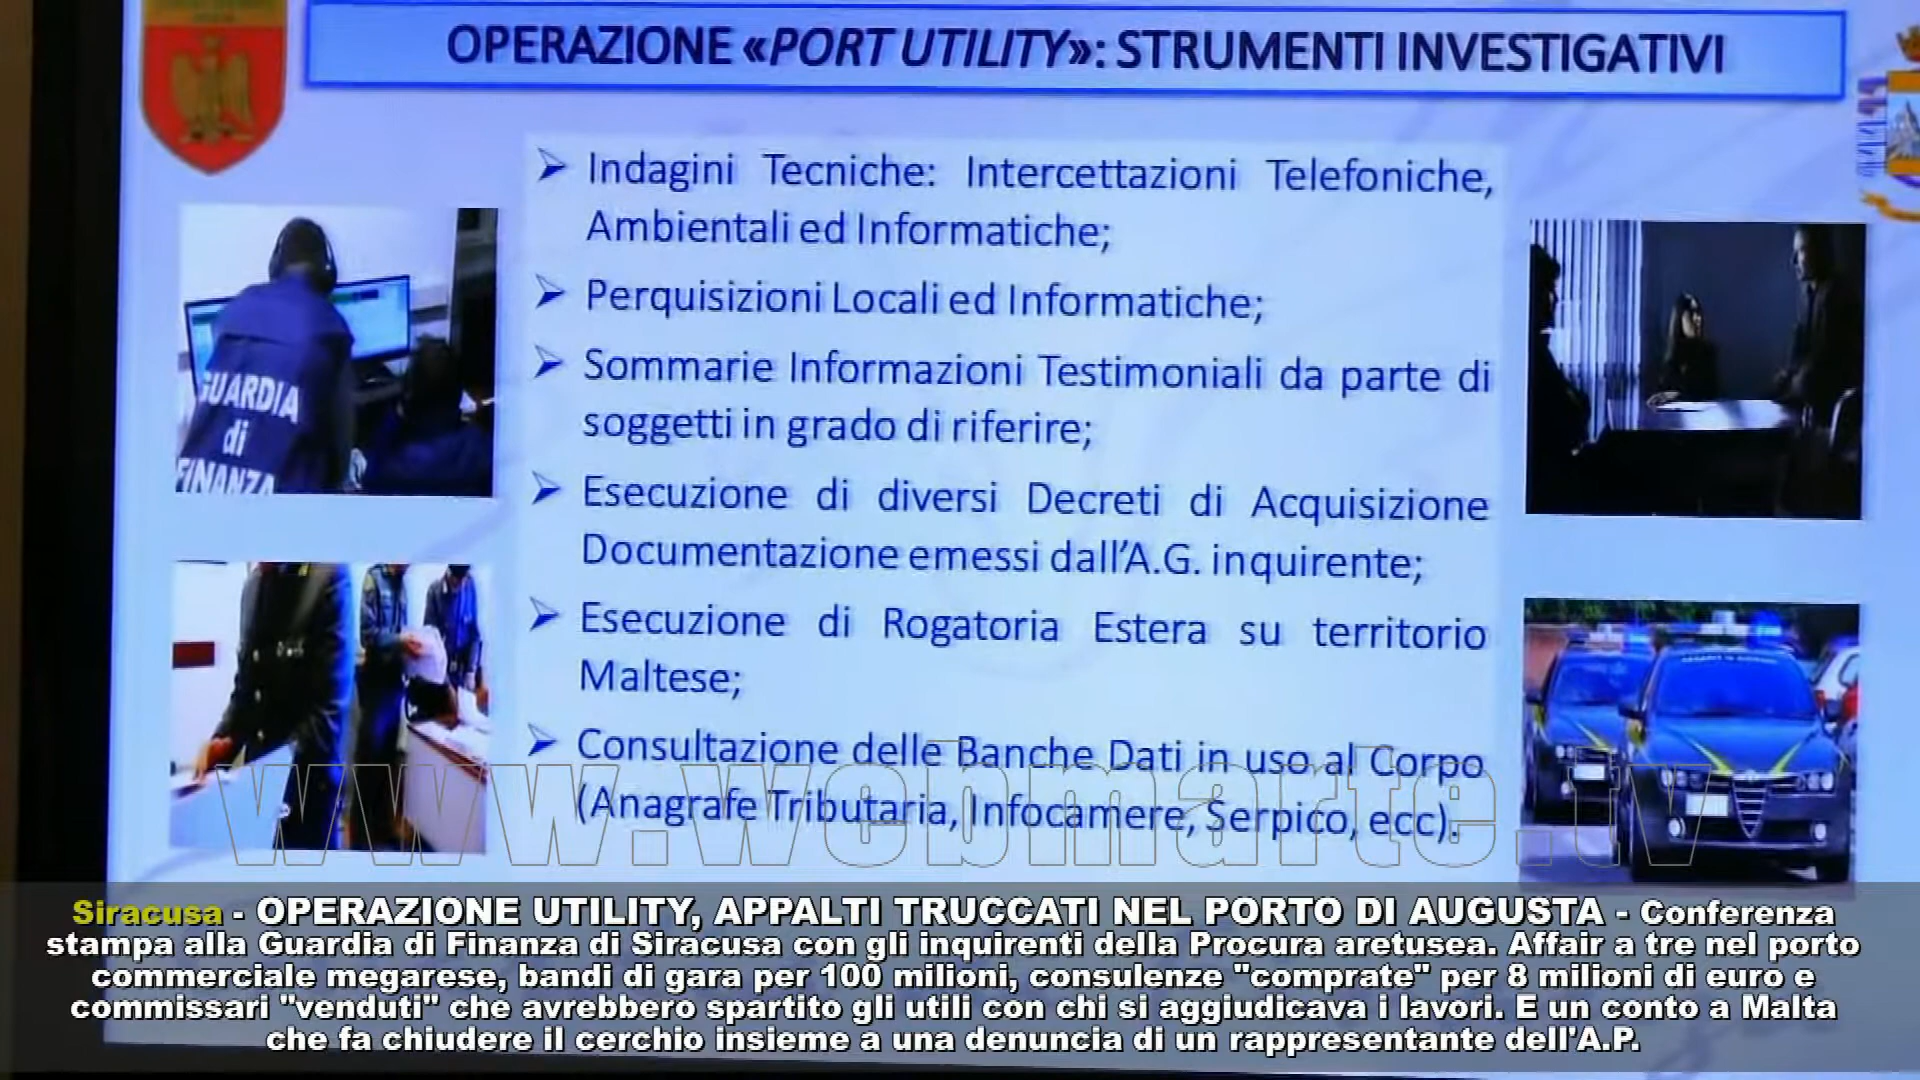 OPERAZIONE «PORT UTILITY»: STRUMENTI INVESTIGATIVI
Indagini Tecniche: Intercettazioni Telefoniche,
Ambientali ed Informatiche;
Perquisizioni Locali ed Informatiche;
Sommarie Informazioni Testimoniali da parte di
soggetti in grado di riferire;
Esecuzione di diversi Decreti di Acquisizione
Documentazione emessi dall'A.G. inquirente;
Esecuzione di Rogatoria Estera su territorio
Maltese;
Consultazione delle Banche Dati in uso al Corpo
(Anagrafe Tributaria, Infocamere, Serpico, ecc).
GUARDIA
di
FINANZA
www.webmarte.tv
Siracusa - OPERAZIONE UTILITY, APPALTI TRUCCATI NEL PORTO DI AUGUSTA - Conferenza
stampa alla Guardia di Finanza di Siracusa con gli inquirenti della Procura aretusea. Affair a tre nel porto
commerciale megarese, bandi di gara per 100 milioni, consulenze "comprate" per 8 milioni di euro e
commissari "venduti" che avrebbero spartito gli utili con chi si aggiudicava i lavori. E un conto a Malta
che fa chiudere il cerchio insieme a una denuncia di un rappresentante dell'A.P.